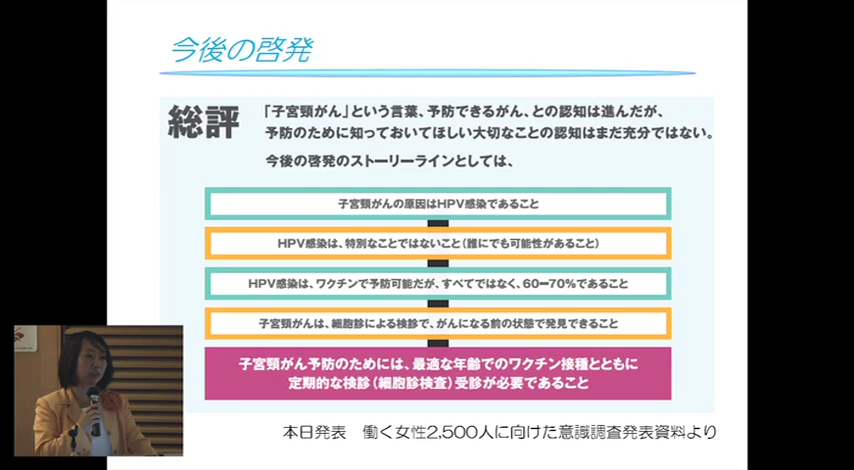 今後の啓発
総評
「子宮頸がん」という言葉、予防できるがん、との認知は進んだが、
予防のために知っておいてほしい大切なことの認知はまだ充分ではない。
今後の啓発のストーリーラインとしては、
子宮頸がんの原因はHPV感染であること
HPV感染は、特別なことではないこと(誰にでも可能性があること)
HPV感染は、ワクチンで予防可能だが、すべてではなく、60ー70%であること
子宮頸がんは、細胞診による検診で、がんになる前の状態で発見できること
子宮頸がん予防のためには、最適な年齢でのワクチン接種とともに
定期的な検診(細胞診検査)受診が必要であること
本日発表 働く女性2,500人に向けた意識調査発表資料より